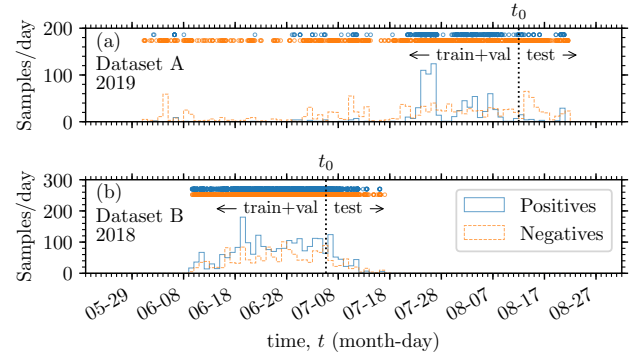 t₀
200
(a)
← train+val
test →
Dataset A
2019
100
0
Samples/day
t₀
300
(b)
← train+val
test →
Dataset B
2018
200
100
0
Samples/day
Positives
Negatives
05-29
06-08
06-18
06-28
07-08
07-18
07-28
08-07
08-17
08-27
time, t (month-day)